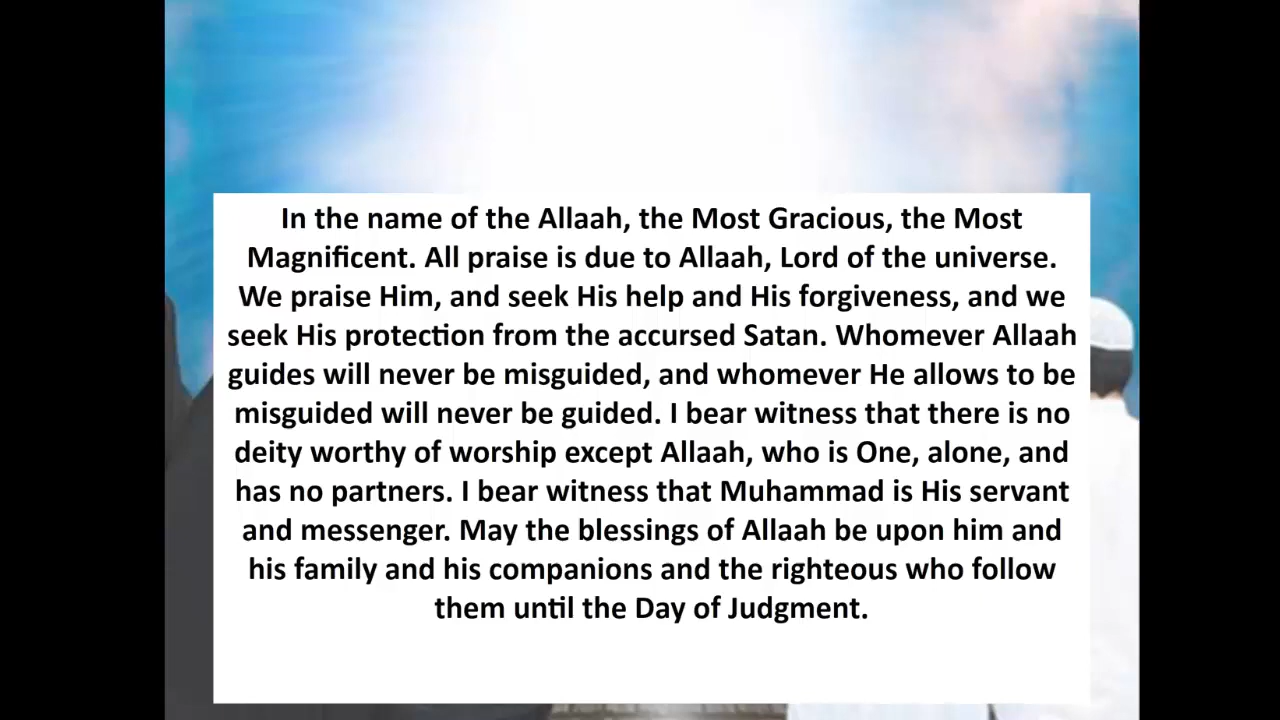 In the name of the Allaah, the Most Gracious, the Most
Magnificent. All praise is due to Allaah, Lord of the universe.
We praise Him, and seek His help and His forgiveness, and we
seek His protection from the accursed Satan. Whomever Allaah
guides will never be misguided, and whomever He allows to be
misguided will never be guided. I bear witness that there is no
deity worthy of worship except Allaah, who is One, alone, and
has no partners. I bear witness that Muhammad is His servant
and messenger. May the blessings of Allaah be upon him and
his family and his companions and the righteous who follow
them until the Day of Judgment.